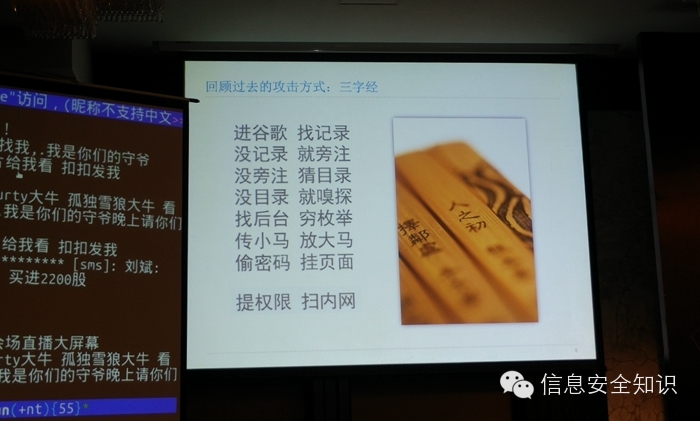 e"访问，(昵称不支持中文>>
！
找我,..我是你们的守爷
给我看 扣扣发我
urty大牛 孤独雪狼大牛 看
我是你们的守爷晚上请你们
给我看 扣扣发我
******** [sms]: 刘斌:
买进2200股
会场直播大屏幕
urty大牛 孤独雪狼大牛 看
我是你们的守爷晚上请你们
un(+nt){55}*
回顾过去的攻击方式：三字经
进谷歌 找记录
没记录 就旁注
没旁注 猜目录
没目录 就嗅探
找后台 穷枚举
传小马 放大马
偷密码 挂页面
提权限 扫内网
人之初
信息安全知识